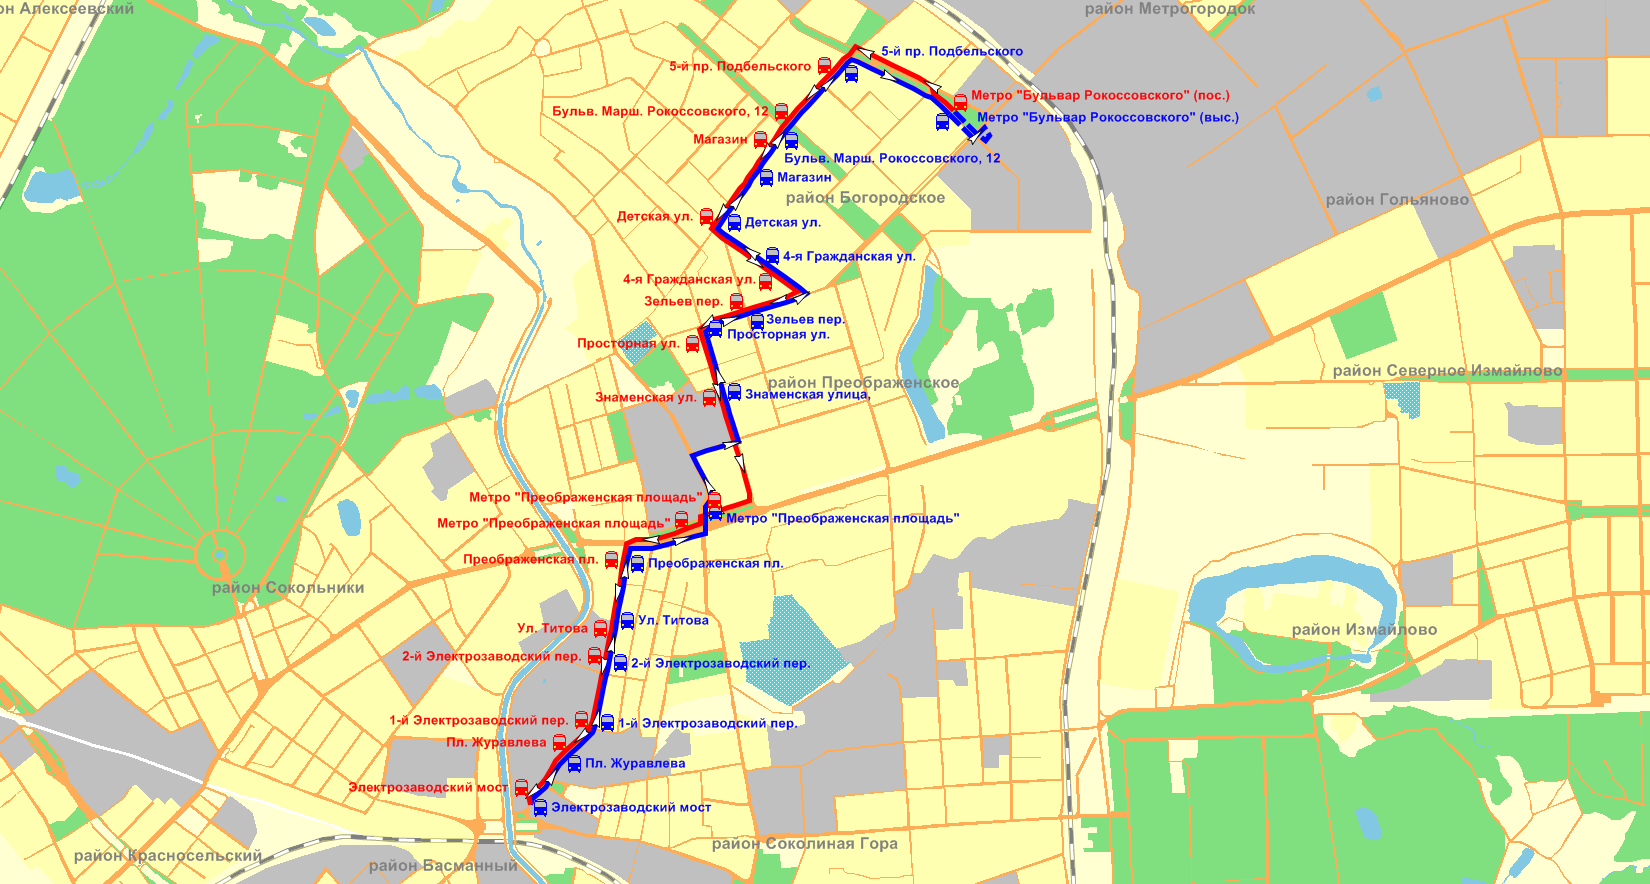 он Алексеевский
район Метрогородок
5-й пр. Подбельского
5-й пр. Подбельского
Метро "Бульвар Рокоссовского" (пос.)
Бульв. Марш. Рокоссовского, 12
Метро "Бульвар Рокоссовского" (выс.)
Магазин
Бульв. Марш. Рокоссовского, 12
Магазин
район Богородское
район Гольяново
Детская ул.
Детская ул.
4-я Гражданская ул.
4-я Гражданская ул.
Зельев пер.
Зельев пер.
Просторная ул.
Просторная ул.
район Северное Измайлово
район Преображенское
Знаменская ул.
Знаменская улица,
Метро "Преображенская площадь"
Метро "Преображенская площадь"
Метро "Преображенская площадь"
Преображенская пл.
Преображенская пл.
район Сокольники
Ул. Титова
Ул. Титова
район Измайлово
2-й Электрозаводский пер.
2-й Электрозаводский пер.
1-й Электрозаводский пер.
1-й Электрозаводский пер.
Пл. Журавлева
Пл. Журавлева
Электрозаводский мост
Электрозаводский мост
район Соколиная Гора
район Красносельский
район Басманный